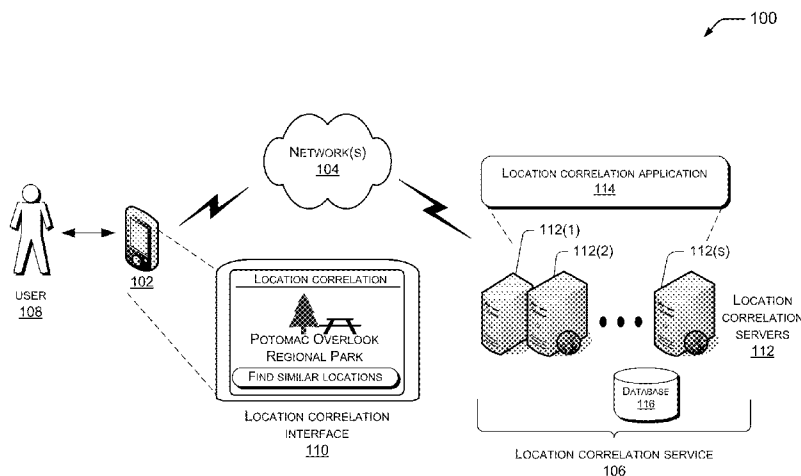 100
NETWORK(S)
104
LOCATION CORRELATION APPLICATION
114
112(1)
112(2)
112(S)
USER
108
102
LOCATION CORRELATION
POTOMAC OVERLOOK
REGIONAL PARK
FIND SIMILAR LOCATIONS
LOCATION CORRELATION
INTERFACE
110
LOCATION
CORRELATION
SERVERS
112
DATABASE
116
LOCATION CORRELATION SERVICE
106